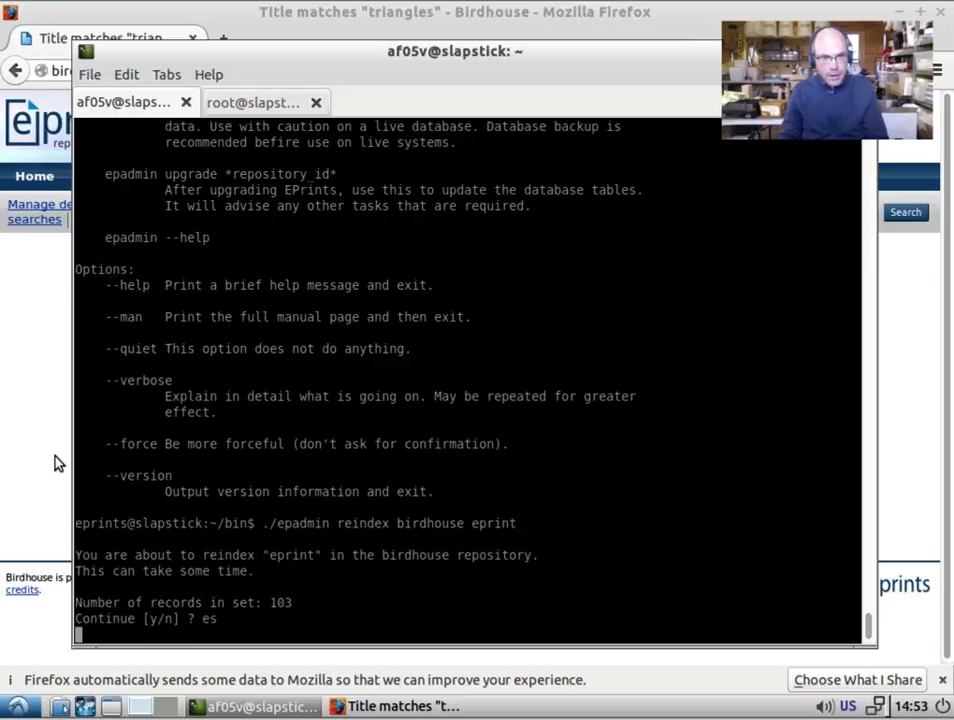 Title matches "triangles" - Birdhouse - Mozilla Firefox
Title matches "trian
af05v@slapstick: ~
File Edit Tabs Help
af05v@slaps... root@slapst...
Home
Manage de
searches
Search
data. Use with caution on a live database. Database backup is
recommended befire use on live systems.
epadmin upgrade *repository_id*
After upgrading EPrints, use this to update the database tables.
It will advise any other tasks that are required.
epadmin --help
Options:
--help Print a brief help message and exit.
--man Print the full manual page and then exit.
--quiet This option does not do anything.
--verbose
Explain in detail what is going on. May be repeated for greater
effect.
--force Be more forceful (don't ask for confirmation).
--version
Output version information and exit.
eprints@slapstick:~/bin$ ./epadmin reindex birdhouse eprint
You are about to reindex "eprint" in the birdhouse repository.
This can take some time.
Number of records in set: 103
Continue [y/n] ? es
Birdhouse is p
credits.
prints
i Firefox automatically sends some data to Mozilla so that we can improve your experience.
Choose What I Share
af05v@slapstic...
Title matches "t...
US
14:53